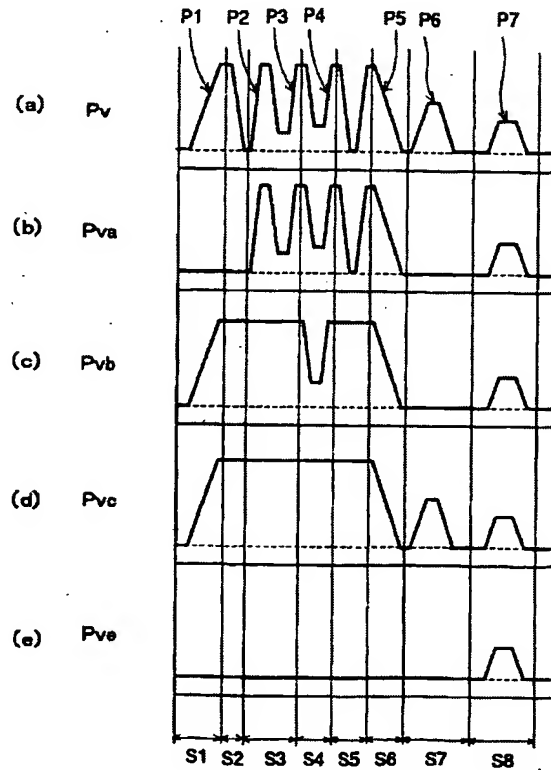 P1 P2 P3 P4 P5 P6 P7
(a) Pv
(b) Pva
(c) Pvb
(d) Pvc
(e) Pve
S1 S2 S3 S4 S5 S6 S7 S8